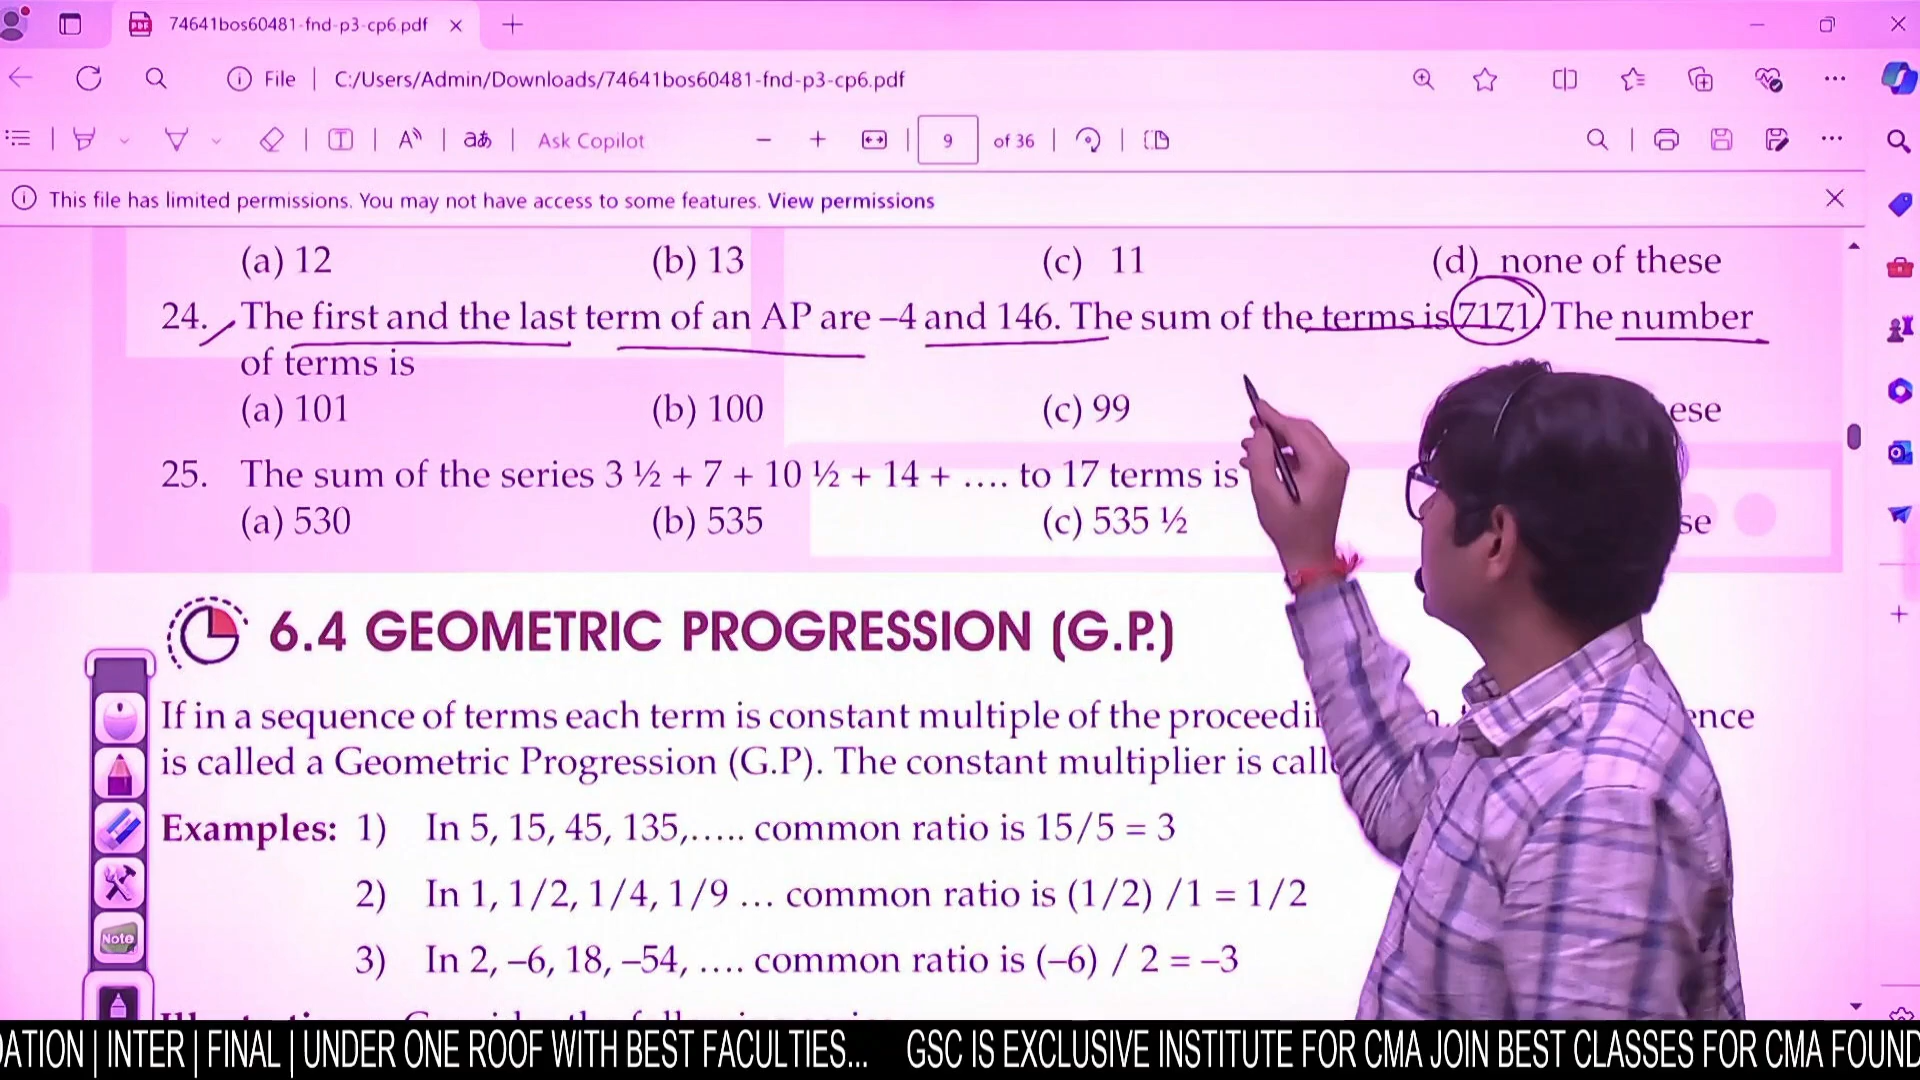 74641bos60481-fnd-p3-cp6.pdf
File | C:/Users/Admin/Downloads/74641bos60481-fnd-p3-cp6.pdf
Ask Copilot 9 of 36
This file has limited permissions. You may not have access to some features. View permissions
(a) 12 (b) 13 (c) 11 (d) none of these
24. The first and the last term of an AP are –4 and 146. The sum of the terms is 7171. The number
of terms is
(a) 101 (b) 100 (c) 99 ese
25. The sum of the series 3 ½ + 7 + 10 ½ + 14 + …. to 17 terms is
(a) 530 (b) 535 (c) 535 ½ se
6.4 GEOMETRIC PROGRESSION (G.P.)
If in a sequence of terms each term is constant multiple of the proceedi ence
is called a Geometric Progression (G.P). The constant multiplier is call
Examples: 1) In 5, 15, 45, 135,..... common ratio is 15/5 = 3
2) In 1, 1/2, 1/4, 1/9 … common ratio is (1/2) /1 = 1/2
3) In 2, –6, 18, –54, …. common ratio is (–6) / 2 = –3
Note
DATION | INTER | FINAL | UNDER ONE ROOF WITH BEST FACULTIES... GSC IS EXCLUSIVE INSTITUTE FOR CMA JOIN BEST CLASSES FOR CMA FOUND